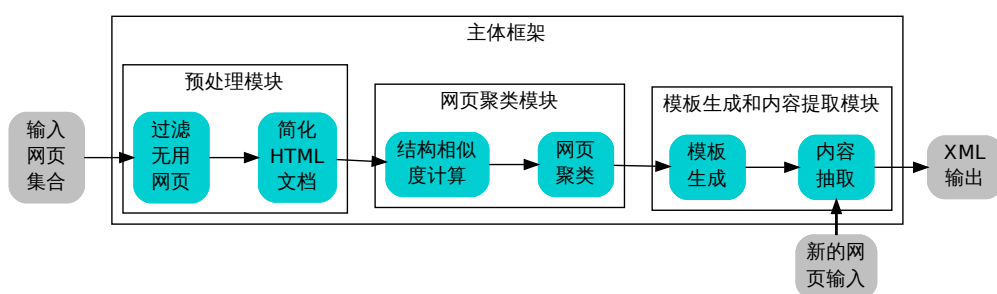 主体框架
预处理模块
网页聚类模块
模板生成和内容提取模块
输入
网页
集合
过滤
无用
网页
简化
HTML
文档
结构相似
度计算
网页
聚类
模板
生成
内容
抽取
XML
输出
新的网
页输入